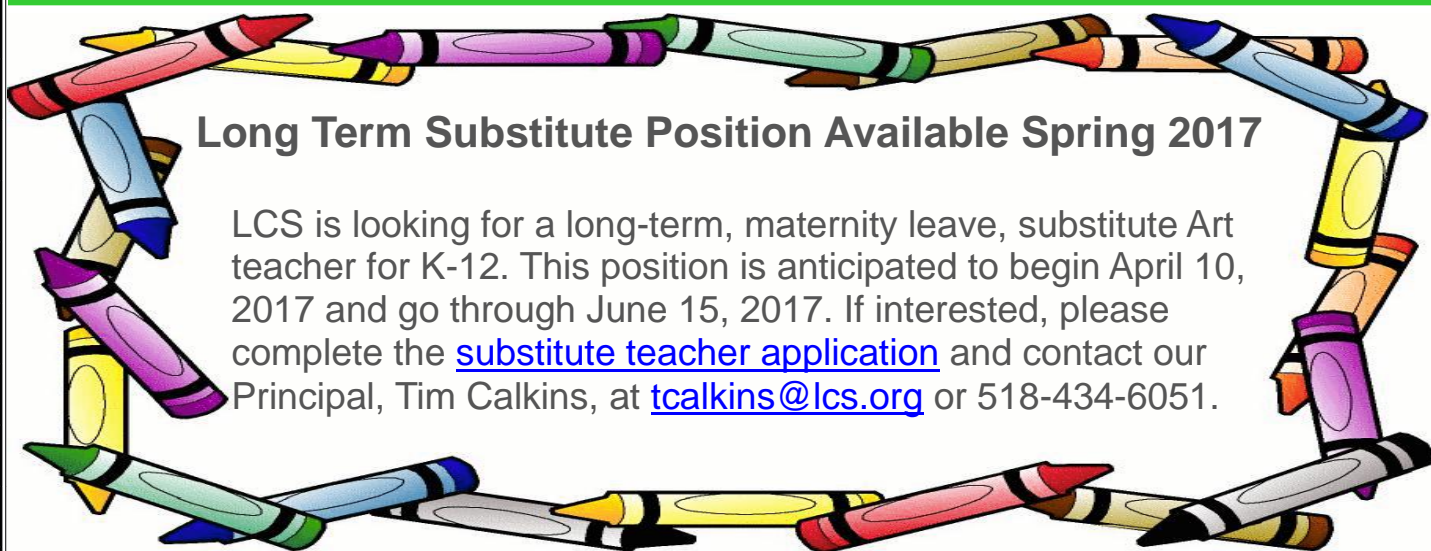 Long Term Substitute Position Available Spring 2017
LCS is looking for a long-term, maternity leave, substitute Art
teacher for K-12. This position is anticipated to begin April 10,
2017 and go through June 15, 2017. If interested, please
complete the substitute teacher application and contact our
Principal, Tim Calkins, at tcalkins@lcs.org or 518-434-6051.